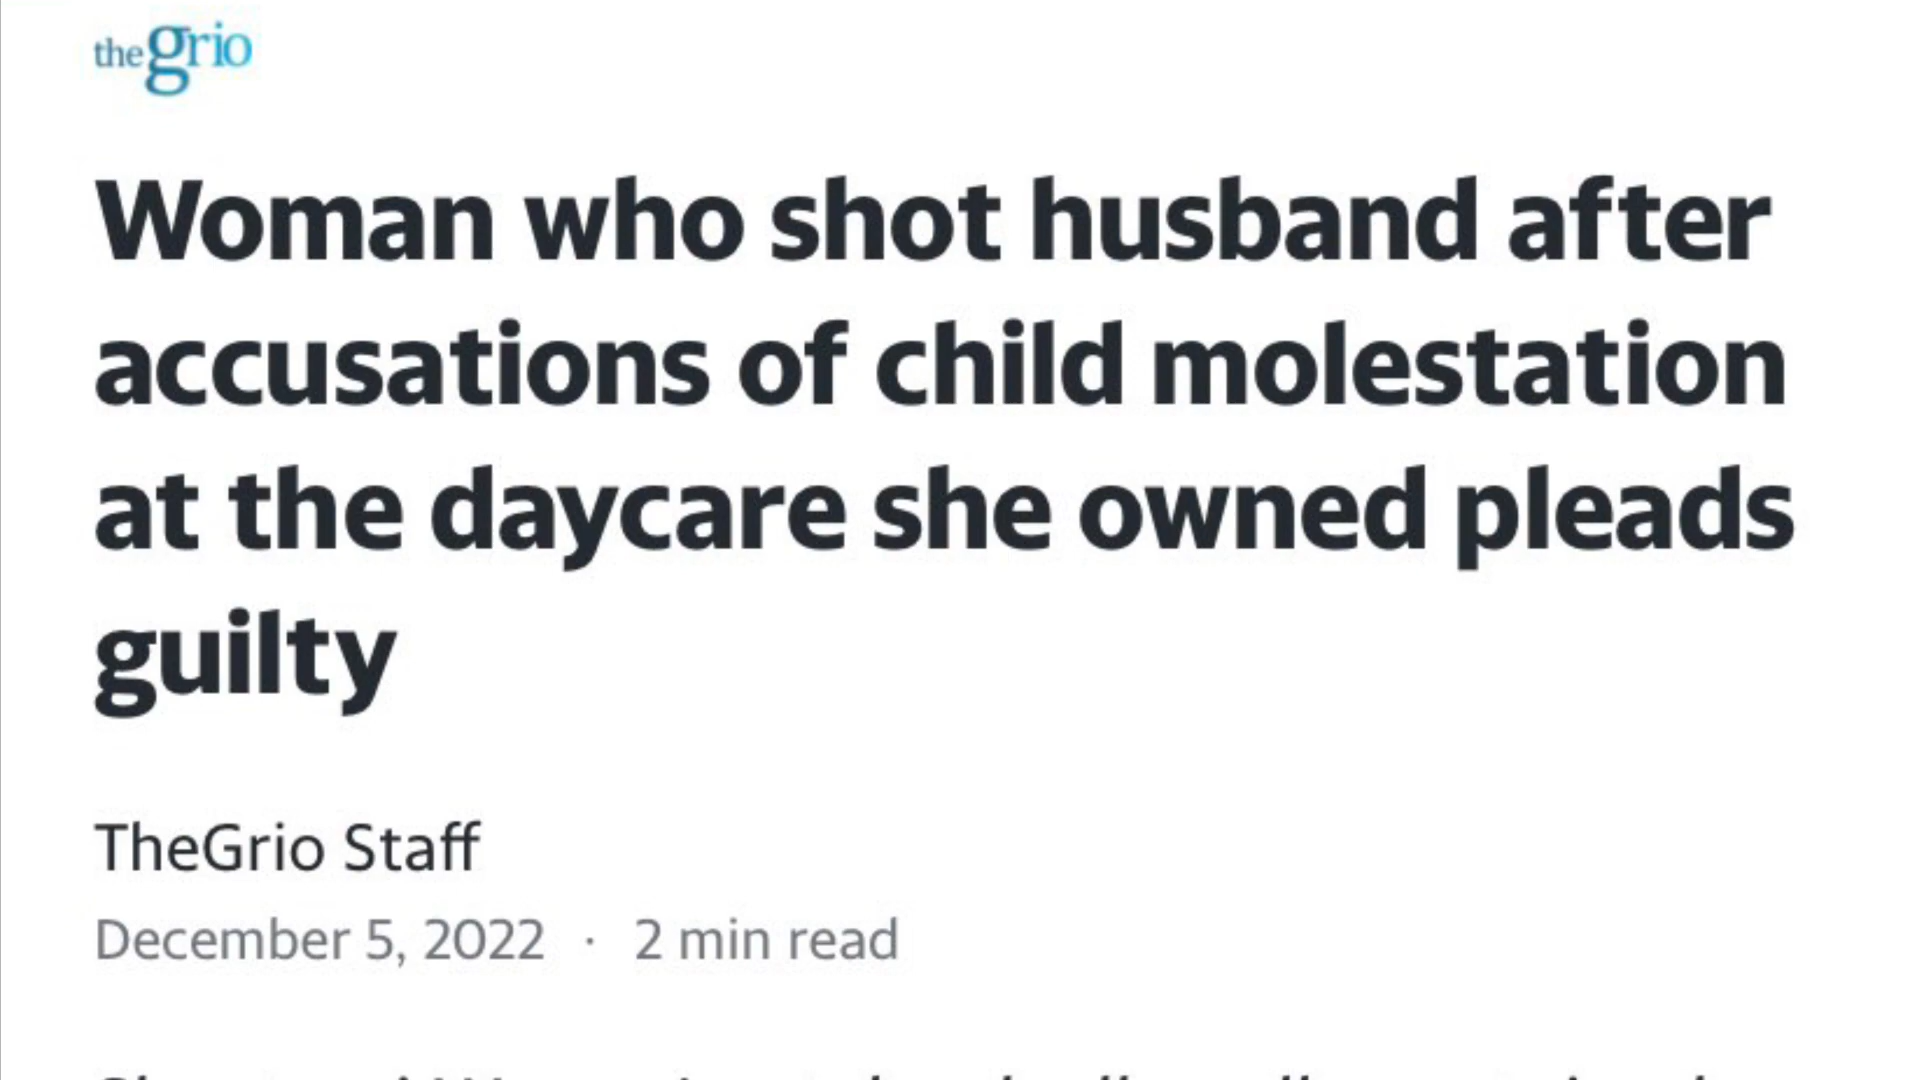 thegrio
Woman who shot husband after
accusations of child molestation
at the daycare she owned pleads
guilty
TheGrio Staff
December 5, 2022 · 2 min read